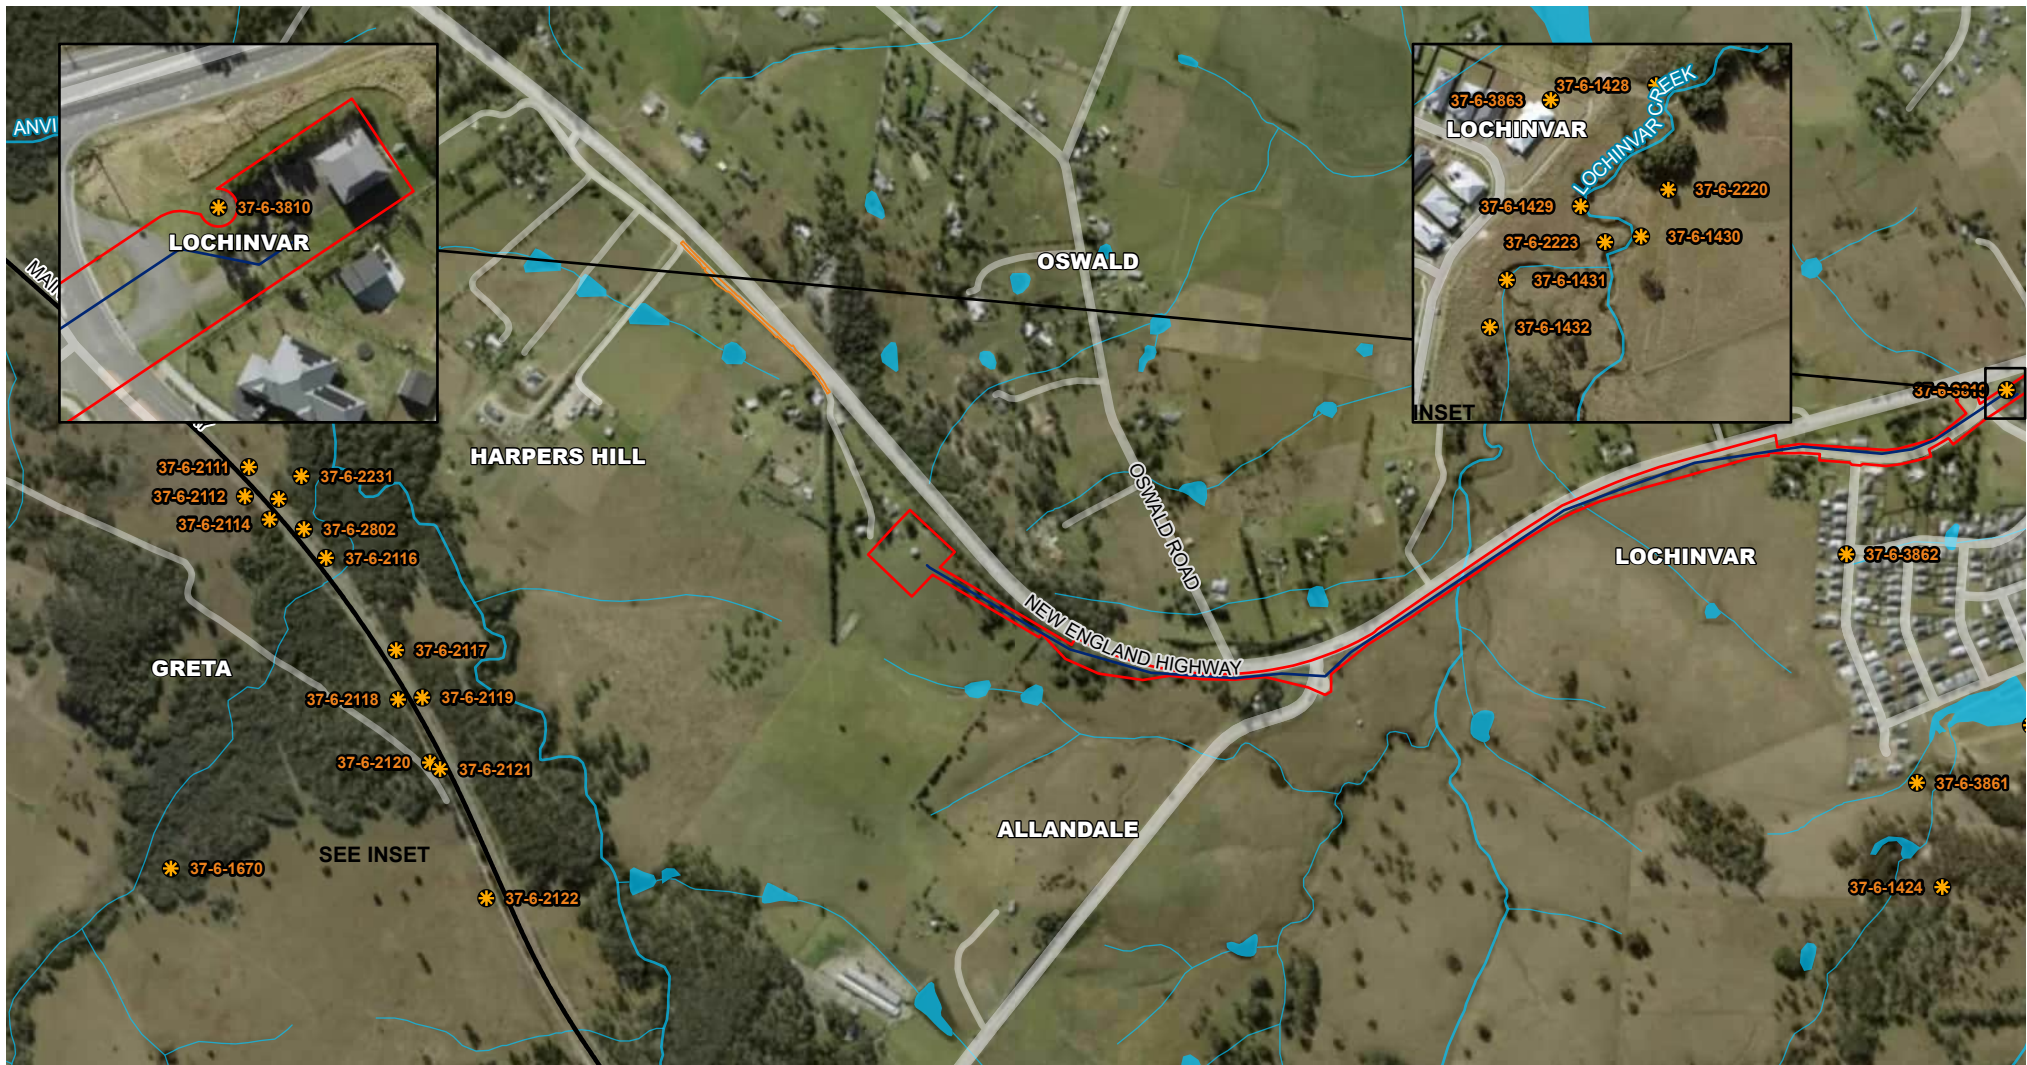 ANVI
37-6-3810
LOCHINVAR
MAI
37-6-1428
37-6-3863
CREEK
LOCHINVAR
LOCHINVAR
37-6-2220
37-6-1429
37-6-2223
37-6-1430
37-6-1431
37-6-1432
INSET
OSWALD
HARPERS HILL
37-6-2111
37-6-2231
37-6-2112
37-6-2114
37-6-2802
37-6-2116
OSWALD ROAD
LOCHINVAR
37-6-3862
NEW ENGLAND HIGHWAY
37-6-2117
GRETA
37-6-2118
37-6-2119
37-6-2120
37-6-2121
37-6-3861
ALLANDALE
SEE INSET
37-6-1670
37-6-1424
37-6-2122